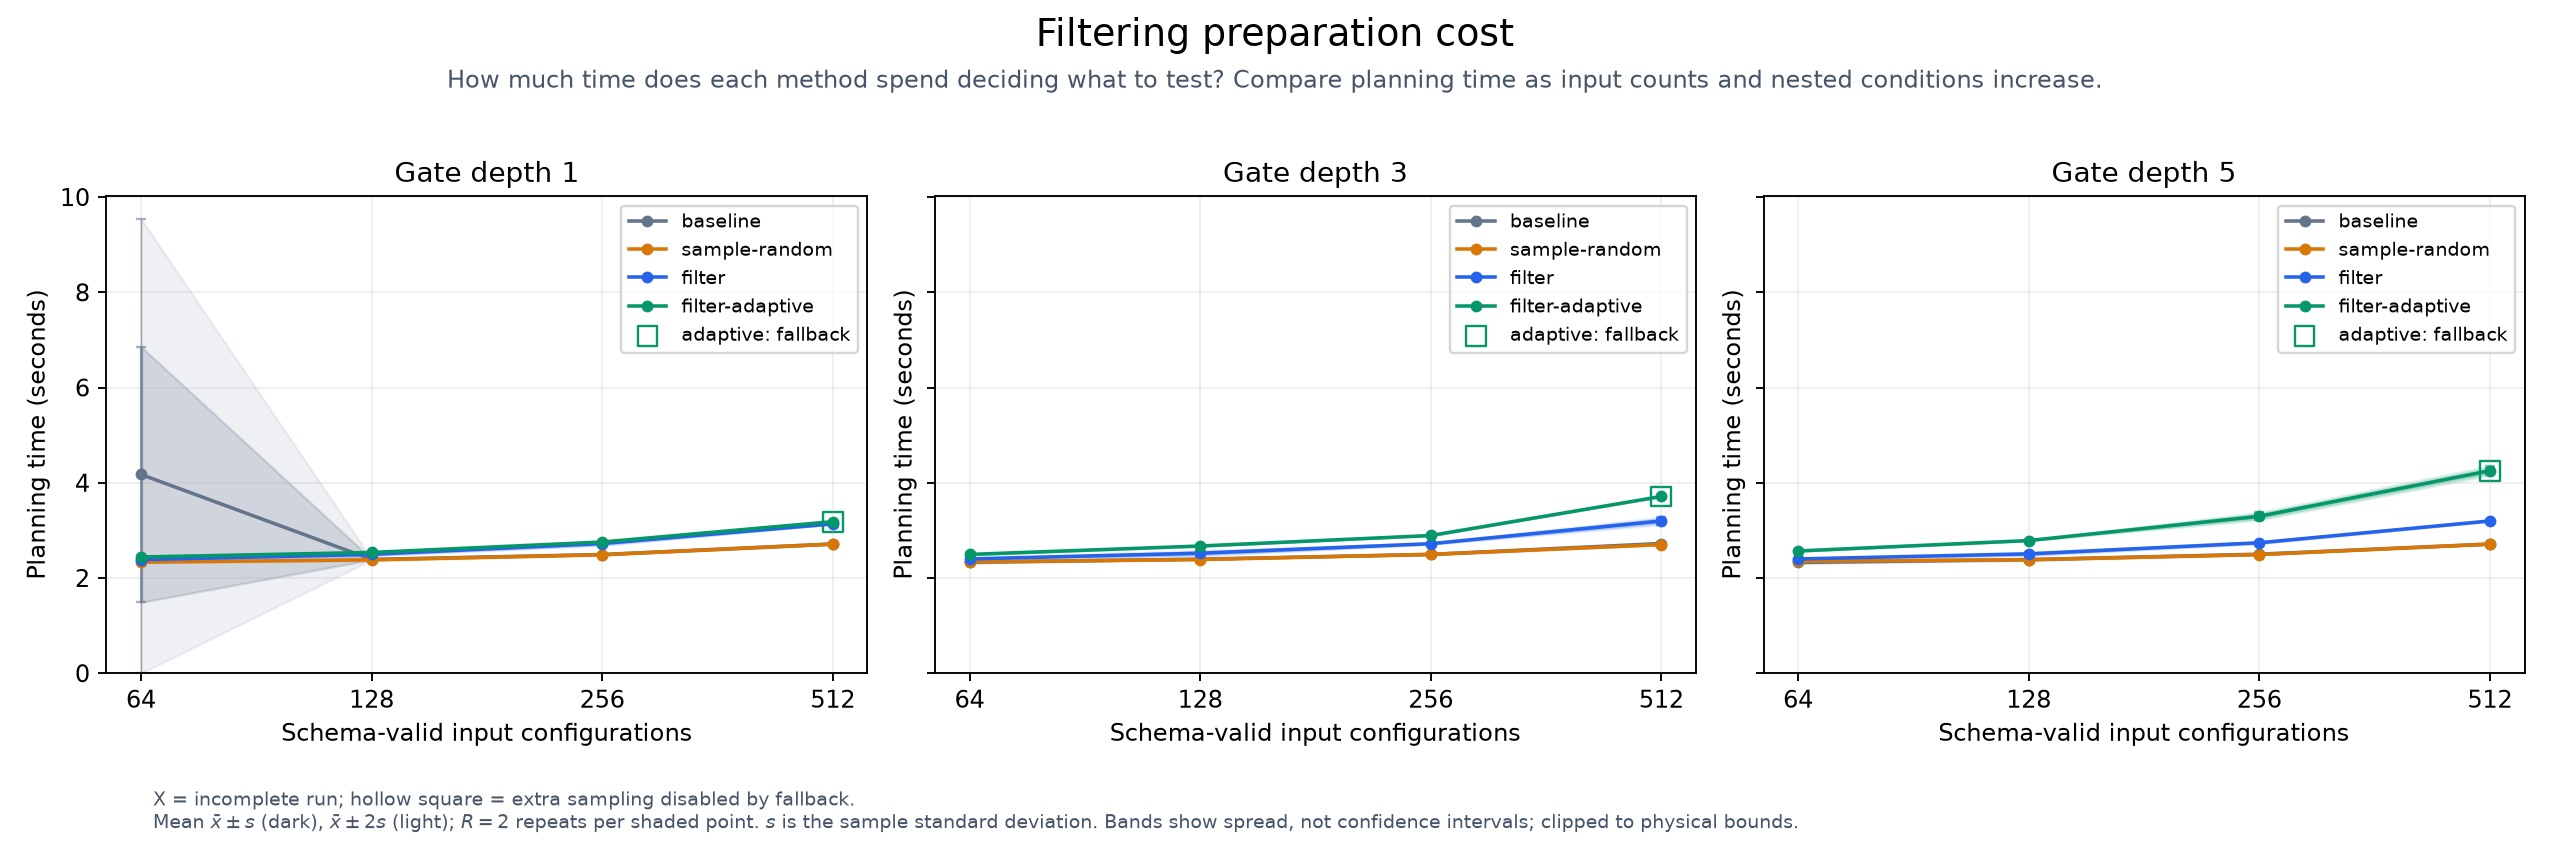 Filtering preparation cost
How much time does each method spend deciding what to test? Compare planning time as input counts and nested conditions increase.
Gate depth 1
Planning time (seconds)
10
8
6
4
2
0
baseline
sample-random
filter
filter-adaptive
adaptive: fallback
64
128
256
512
Schema-valid input configurations
Gate depth 3
Planning time (seconds)
baseline
sample-random
filter
filter-adaptive
adaptive: fallback
64
128
256
512
Schema-valid input configurations
Gate depth 5
Planning time (seconds)
baseline
sample-random
filter
filter-adaptive
adaptive: fallback
64
128
256
512
Schema-valid input configurations
X = incomplete run; hollow square = extra sampling disabled by fallback.
Mean x̄ ± s (dark), x̄ ± 2s (light); R = 2 repeats per shaded point. s is the sample standard deviation. Bands show spread, not confidence intervals; clipped to physical bounds.